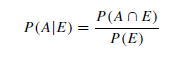 P(A|E) = P(A ∩ E) / P(E)